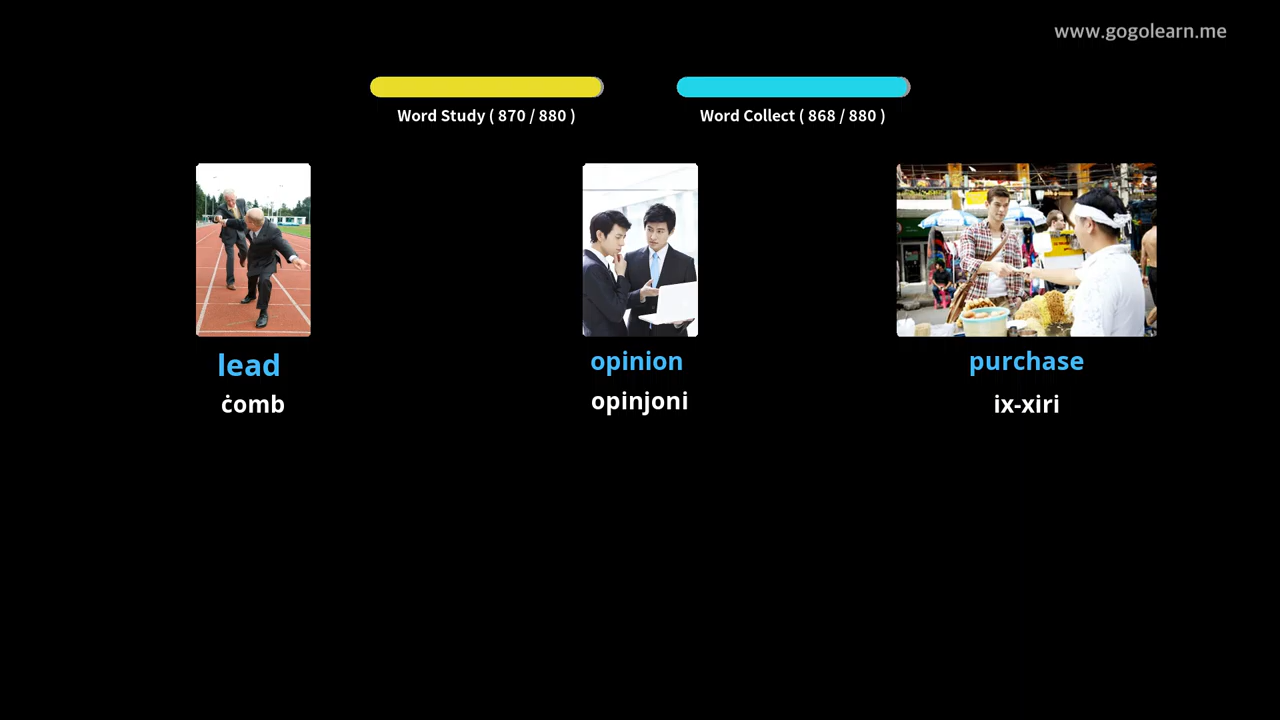 www.gogolearn.me
Word Study ( 870 / 880 )
Word Collect ( 868 / 880 )
lead
opinion
purchase
ċomb
opinjoni
ix-xiri